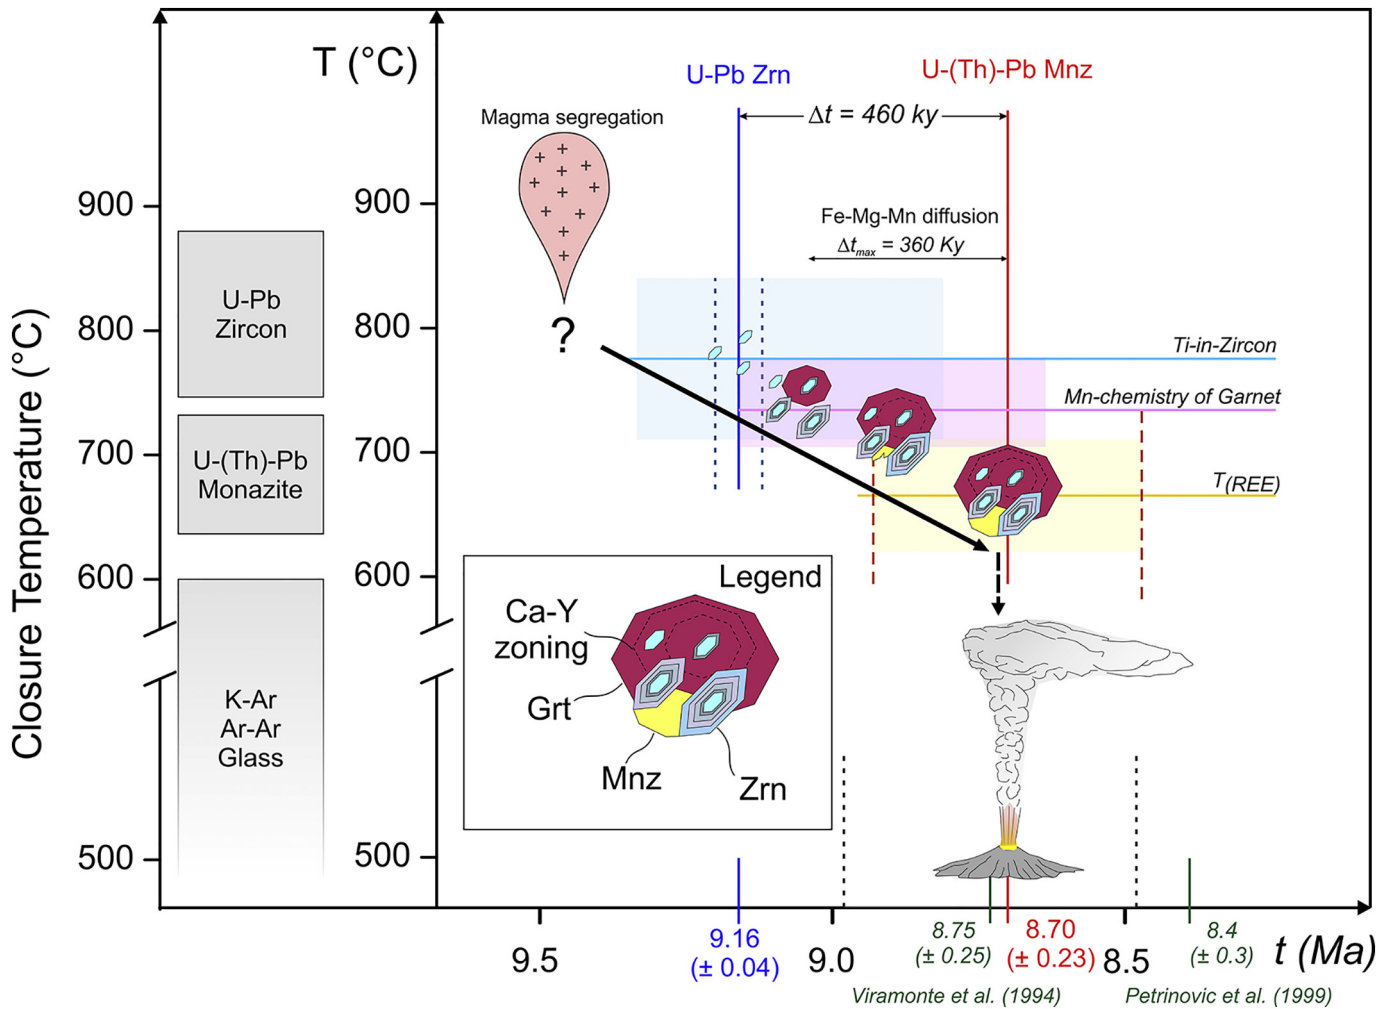 Closure Temperature (°C)
900
800
700
600
500
U-Pb
Zircon
U-(Th)-Pb
Monazite
K-Ar
Ar-Ar
Glass
T (°C)
900
800
700
600
500
U-Pb Zrn
U-(Th)-Pb Mnz
Δt = 460 ky
Magma segregation
?
Fe-Mg-Mn diffusion
Δtmax = 360 Ky
Ti-in-Zircon
Mn-chemistry of Garnet
T(REE)
Legend
Ca-Y
zoning
Grt
Mnz
Zrn
9.5
9.16
(± 0.04)
9.0
8.75
(± 0.25)
8.70
(± 0.23)
8.5
8.4
(± 0.3)
t (Ma)
Viramonte et al. (1994)
Petrinovic et al. (1999)